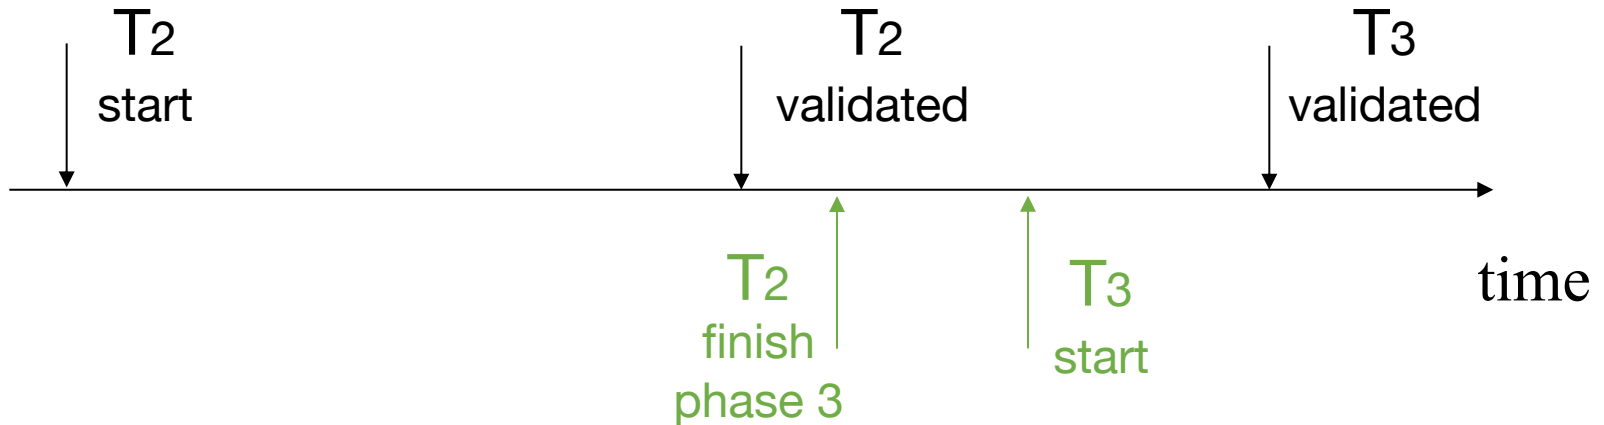 T2
start
T2
validated
T3
validated
T2
finish
phase 3
T3
start
time